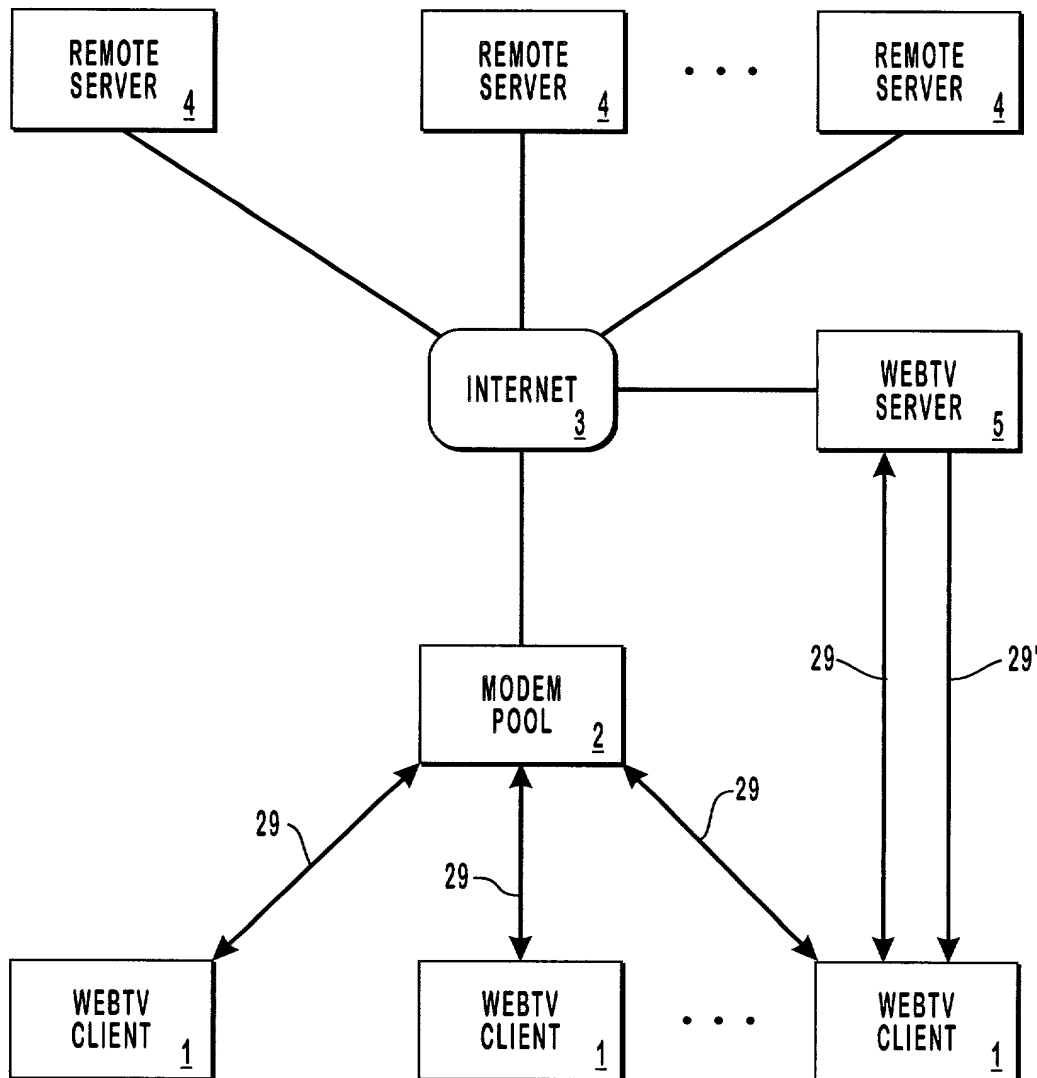 REMOTE
SERVER
4
REMOTE
SERVER
4
• • •
REMOTE
SERVER
4
INTERNET
3
WEBTV
SERVER
5
MODEM
POOL
2
29
29'
29
29
29
WEBTV
CLIENT
1
WEBTV
CLIENT
1
• • •
WEBTV
CLIENT
1